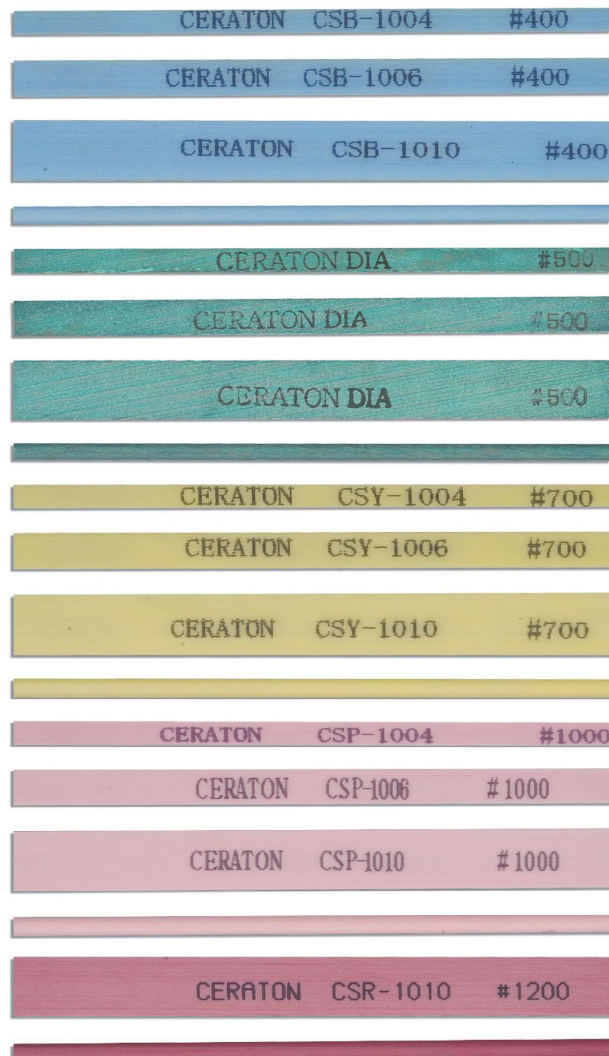 CERATON CSB-1004 #400
CERATON CSB-1006 #400
CERATON CSB-1010 #400
CERATON DIA #500
CERATON DIA #500
CERATON DIA #500
CERATON CSY-1004 #700
CERATON CSY-1006 #700
CERATON CSY-1010 #700
CERATON CSP-1004 #1000
CERATON CSP-1006 #1000
CERATON CSP-1010 #1000
CERATON CSR-1010 #1200